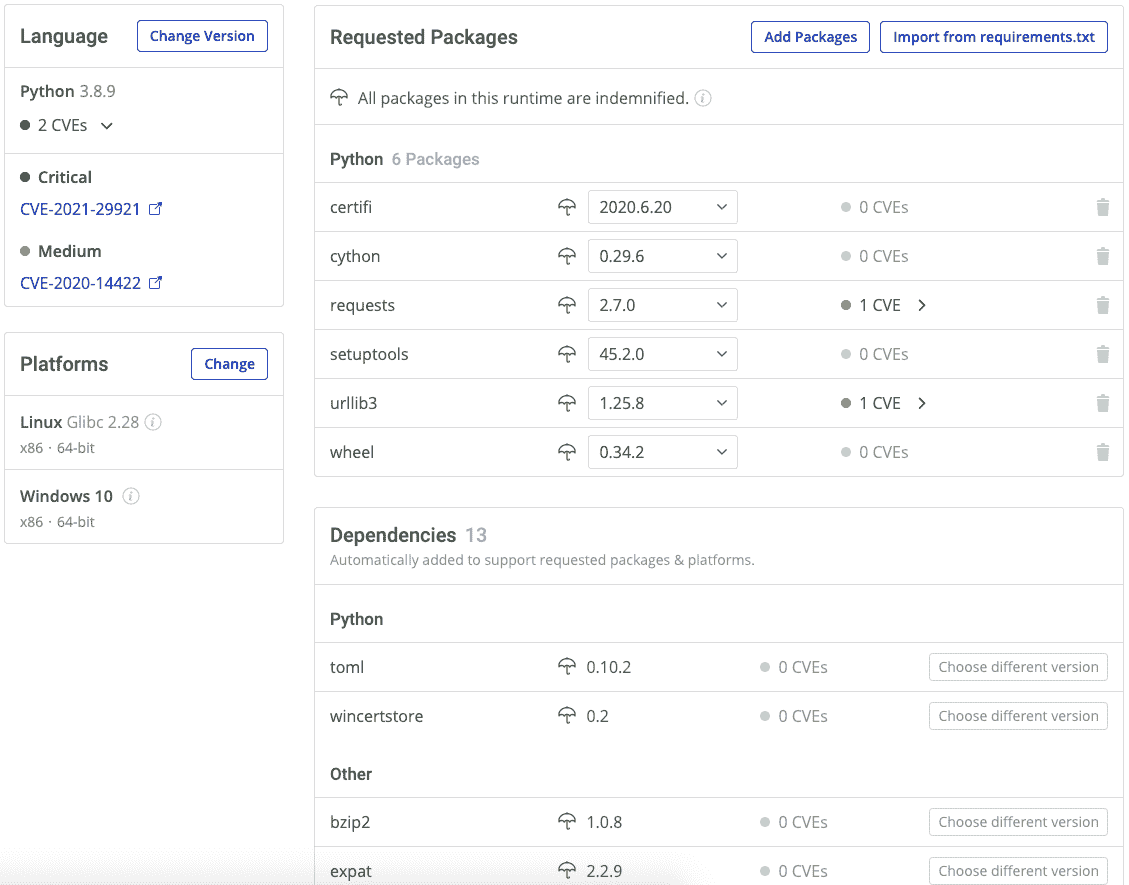 Language
Change Version
Python 3.8.9
2 CVEs
Critical
CVE-2021-29921
Medium
CVE-2020-14422
Platforms
Change
Linux Glibc 2.28
x86 · 64-bit
Windows 10
x86 · 64-bit
Requested Packages
Add Packages
Import from requirements.txt
All packages in this runtime are indemnified.
Python 6 Packages
certifi 2020.6.20 0 CVEs
cython 0.29.6 0 CVEs
requests 2.7.0 1 CVE
setuptools 45.2.0 0 CVEs
urllib3 1.25.8 1 CVE
wheel 0.34.2 0 CVEs
Dependencies 13
Automatically added to support requested packages & platforms.
Python
toml 0.10.2 0 CVEs Choose different version
wincertstore 0.2 0 CVEs Choose different version
Other
bzip2 1.0.8 0 CVEs Choose different version
expat 2.2.9 0 CVEs Choose different version